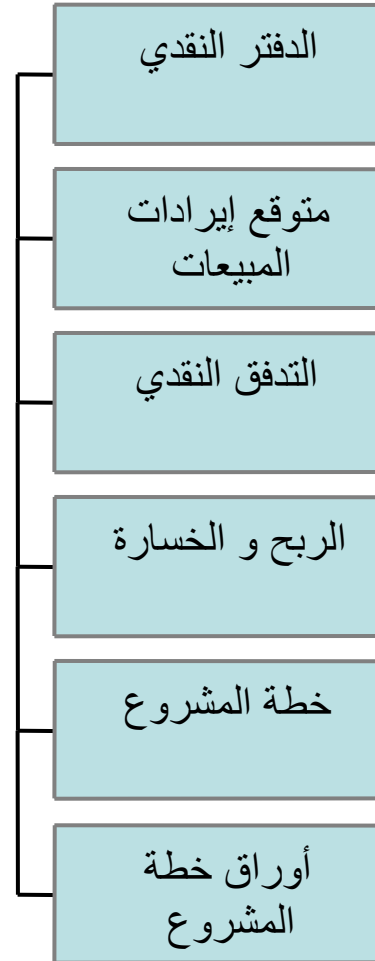 الدفتر النقدي
متوقع إيرادات
المبيعات
التدفق النقدي
الربح و الخسارة
خطة المشروع
أوراق خطة
المشروع